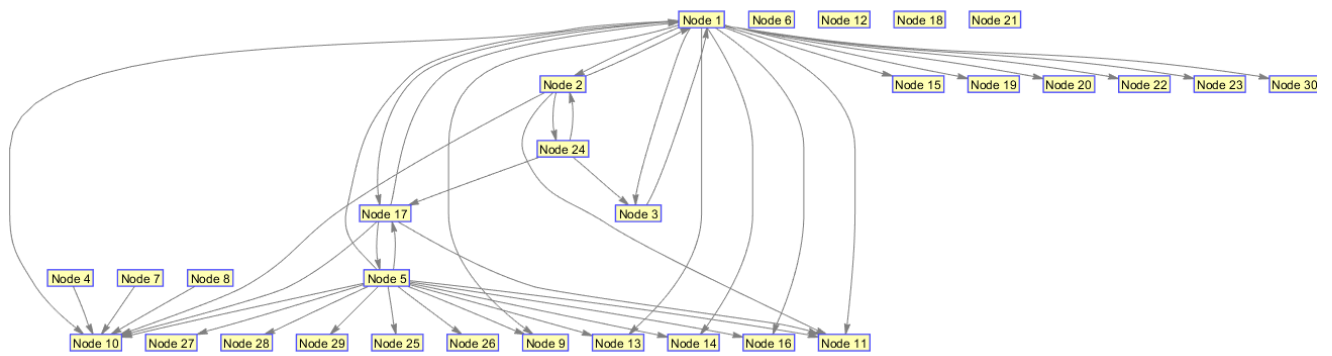 Node 1 Node 6 Node 12 Node 18 Node 21
Node 2 Node 15 Node 19 Node 20 Node 22 Node 23 Node 30
Node 24
Node 17 Node 3
Node 4 Node 7 Node 8 Node 5
Node 10 Node 27 Node 28 Node 29 Node 25 Node 26 Node 9 Node 13 Node 14 Node 16 Node 11